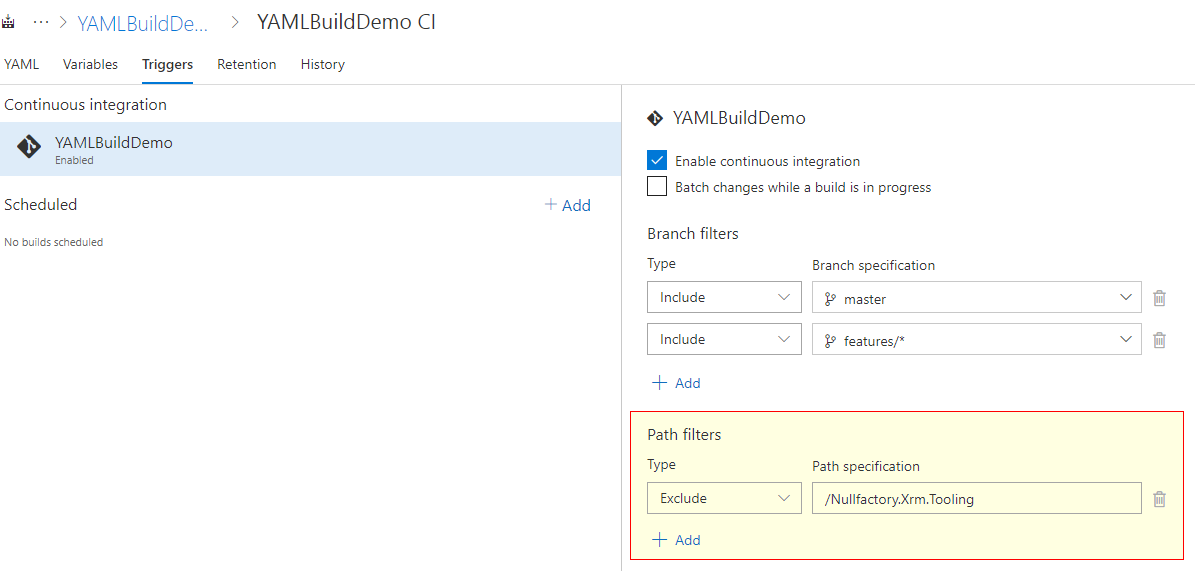 ··· > YAMLBuildDe... > YAMLBuildDemo CI
YAML Variables Triggers Retention History
Continuous integration
YAMLBuildDemo
Enabled
Scheduled + Add
No builds scheduled
YAMLBuildDemo
Enable continuous integration
Batch changes while a build is in progress
Branch filters
Type Branch specification
Include master
Include features/*
+ Add
Path filters
Type Path specification
Exclude /Nullfactory.Xrm.Tooling
+ Add